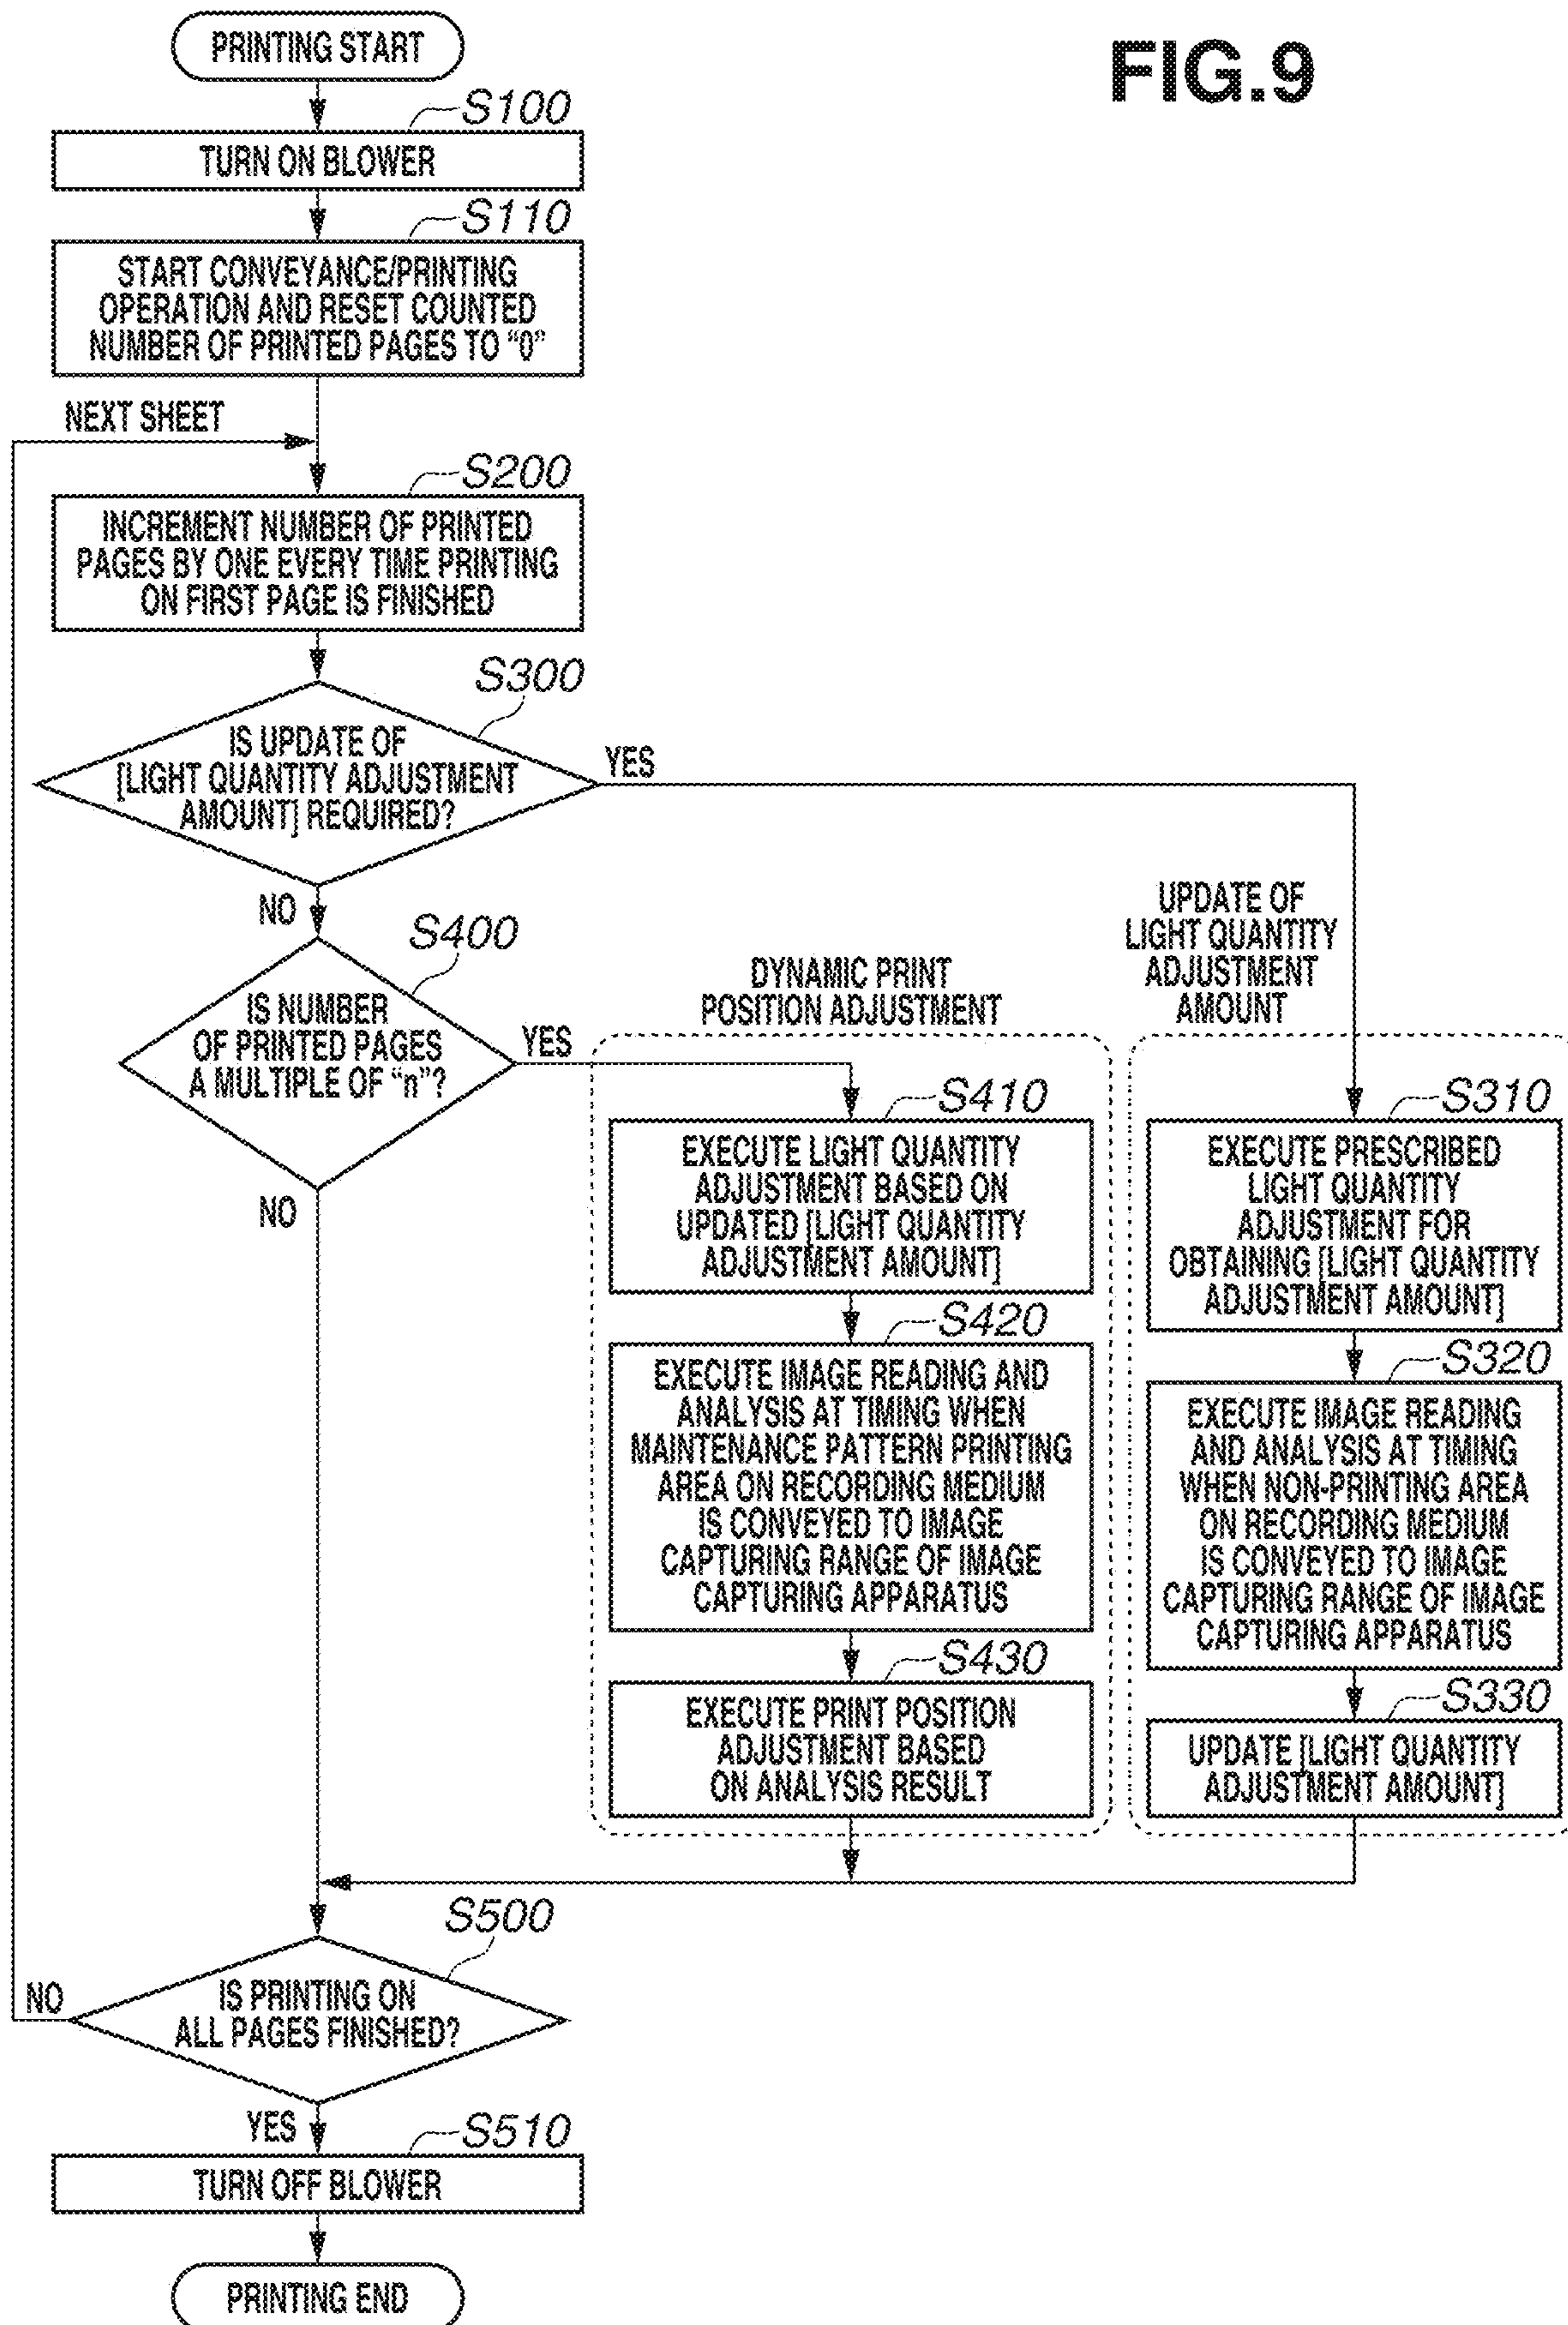 FIG.9
PRINTING START
S100
TURN ON BLOWER
S110
START CONVEYANCE/PRINTING
OPERATION AND RESET COUNTED
NUMBER OF PRINTED PAGES TO “0”
NEXT SHEET
S200
INCREMENT NUMBER OF PRINTED
PAGES BY ONE EVERY TIME PRINTING
ON FIRST PAGE IS FINISHED
S300
IS UPDATE OF
[LIGHT QUANTITY ADJUSTMENT
AMOUNT] REQUIRED?
YES
NO
S400
IS NUMBER
OF PRINTED PAGES
A MULTIPLE OF “n”?
YES
NO
DYNAMIC PRINT
POSITION ADJUSTMENT
S410
EXECUTE LIGHT QUANTITY
ADJUSTMENT BASED ON
UPDATED [LIGHT QUANTITY
ADJUSTMENT AMOUNT]
S420
EXECUTE IMAGE READING AND
ANALYSIS AT TIMING WHEN
MAINTENANCE PATTERN PRINTING
AREA ON RECORDING MEDIUM
IS CONVEYED TO IMAGE
CAPTURING RANGE OF IMAGE
CAPTURING APPARATUS
S430
EXECUTE PRINT POSITION
ADJUSTMENT BASED
ON ANALYSIS RESULT
UPDATE OF
LIGHT QUANTITY
ADJUSTMENT
AMOUNT
S310
EXECUTE PRESCRIBED
LIGHT QUANTITY
ADJUSTMENT FOR
OBTAINING [LIGHT QUANTITY
ADJUSTMENT AMOUNT]
S320
EXECUTE IMAGE READING
AND ANALYSIS AT TIMING
WHEN NON-PRINTING AREA
ON RECORDING MEDIUM
IS CONVEYED TO IMAGE
CAPTURING RANGE OF IMAGE
CAPTURING APPARATUS
S330
UPDATE [LIGHT QUANTITY
ADJUSTMENT AMOUNT]
S500
IS PRINTING ON
ALL PAGES FINISHED?
NO
YES
S510
TURN OFF BLOWER
PRINTING END